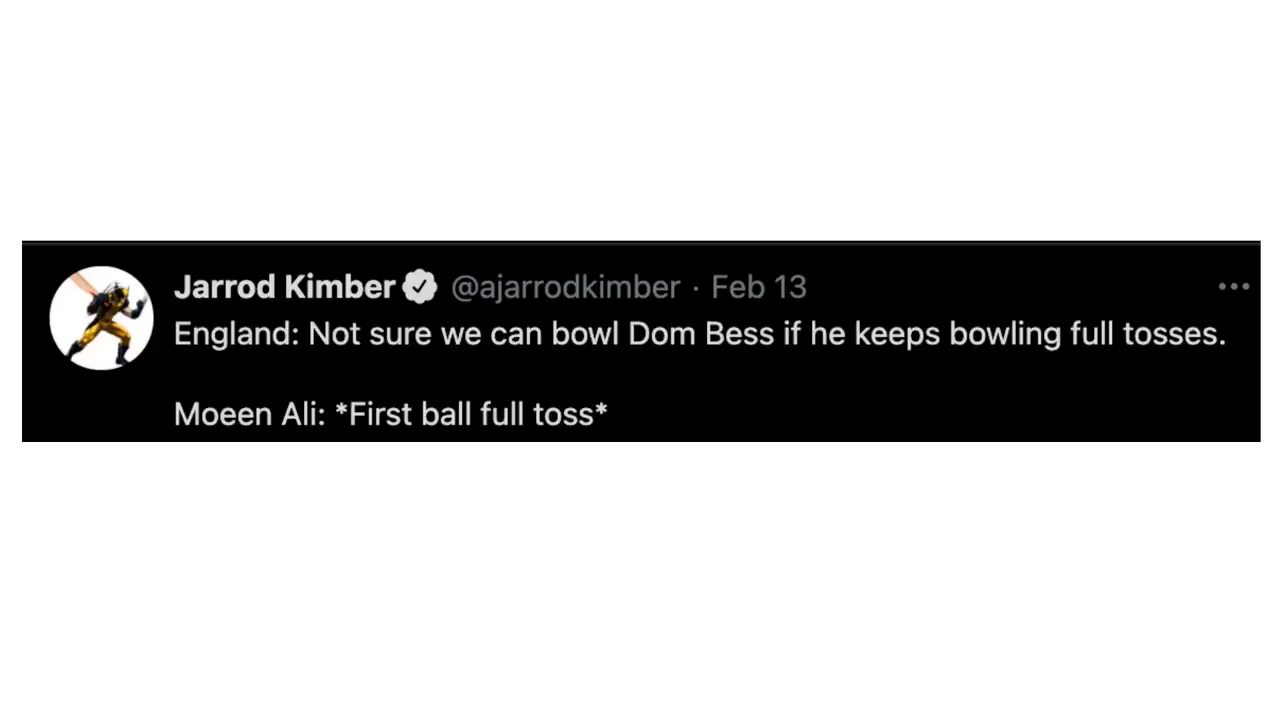 Jarrod Kimber @ajarrodkimber · Feb 13
England: Not sure we can bowl Dom Bess if he keeps bowling full tosses.
Moeen Ali: *First ball full toss*